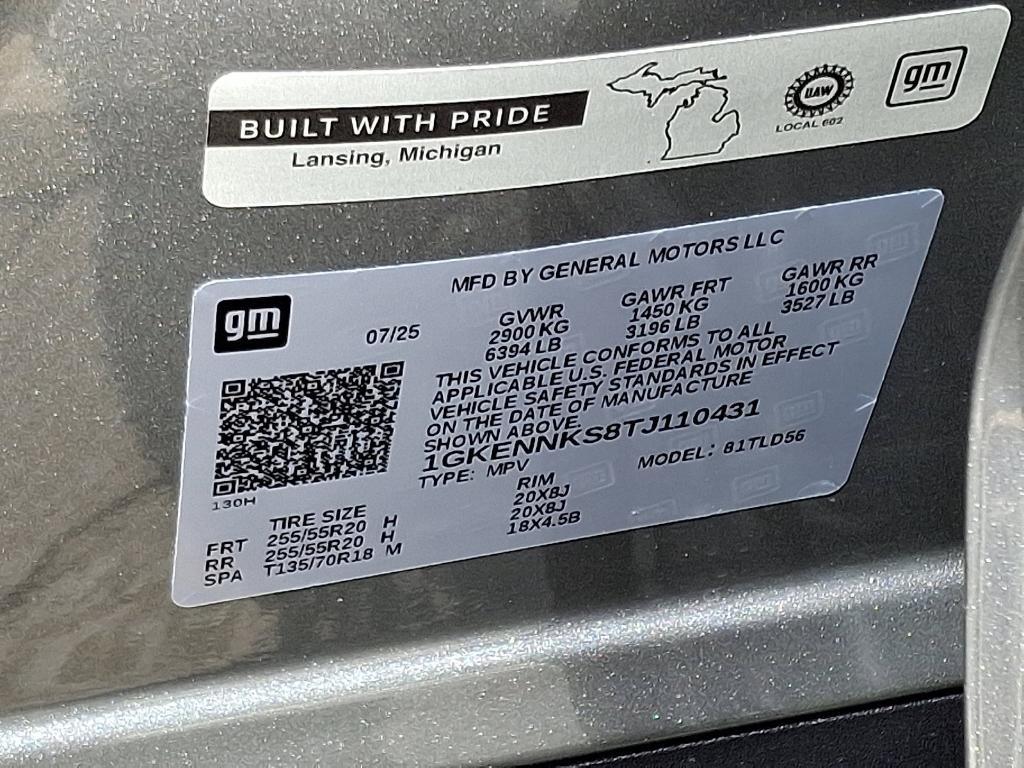 BUILT WITH PRIDE
Lansing, Michigan
UAW
LOCAL 602
gm
MFD BY GENERAL MOTORS LLC
gm
07/25
GVWR GAWR FRT GAWR RR
2900 KG 1450 KG 1600 KG
6394 LB 3196 LB 3527 LB
THIS VEHICLE CONFORMS TO ALL
APPLICABLE U.S. FEDERAL MOTOR
VEHICLE SAFETY STANDARDS IN EFFECT
ON THE DATE OF MANUFACTURE
SHOWN ABOVE.
1GKENNKS8TJ110431
TYPE: MPV MODEL: 81TLD56
130H
TIRE SIZE RIM
FRT 255/55R20 H 20X8J
RR 255/55R20 H 20X8J
SPA T135/70R18 M 18X4.5B